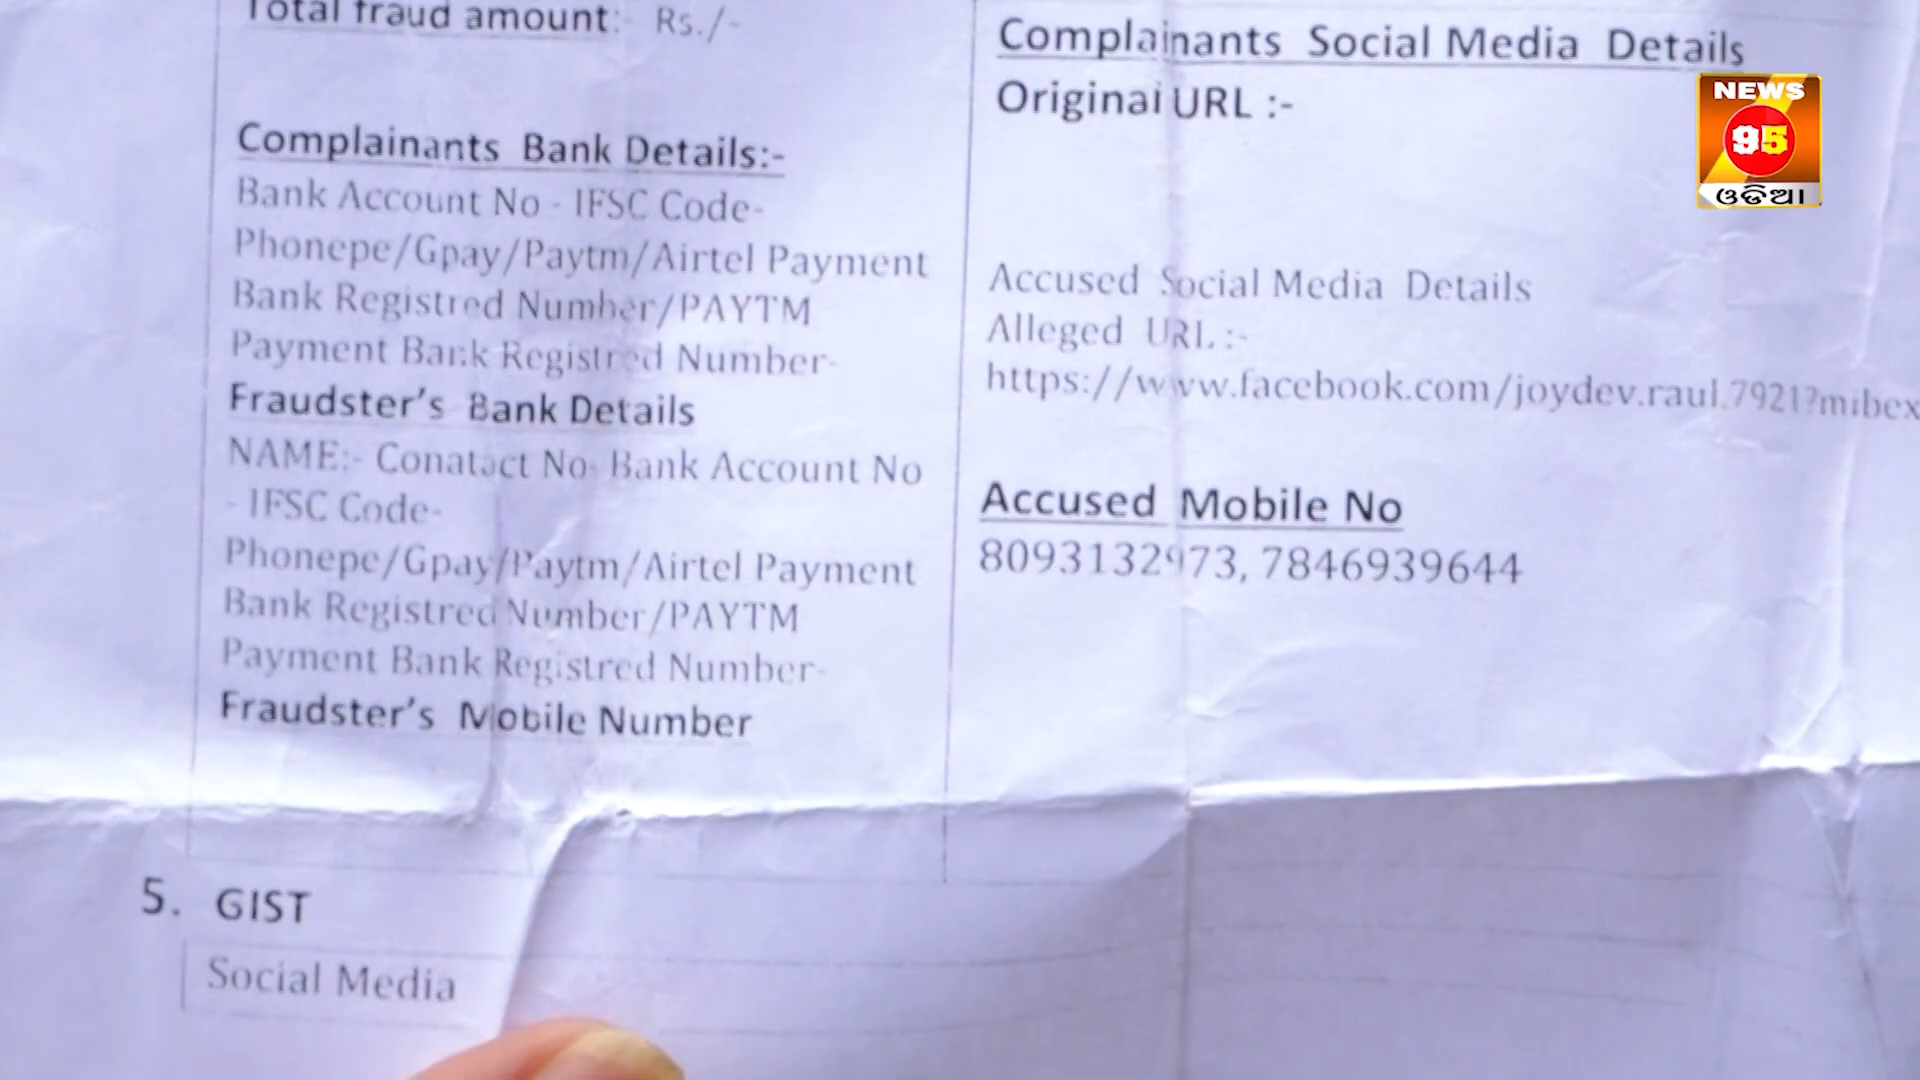 Total fraud amount:- Rs./-
Complainants Bank Details:-
Bank Account No - IFSC Code-
Phonepe/Gpay/Paytm/Airtel Payment
Bank Registred Number/PAYTM
Payment Bank Registred Number-
Fraudster's Bank Details
NAME:- Conatact No- Bank Account No
- IFSC Code-
Phonepe/Gpay/Paytm/Airtel Payment
Bank Registred Number/PAYTM
Payment Bank Registred Number-
Fraudster's Mobile Number
Complainants Social Media Details
Original URL :-
Accused Social Media Details
Alleged URL :-
https://www.facebook.com/joydev.raul.7921?mibex
Accused Mobile No
8093132973, 7846939644
5. GIST
Social Media
NEWS
95
ଓଡିଆ